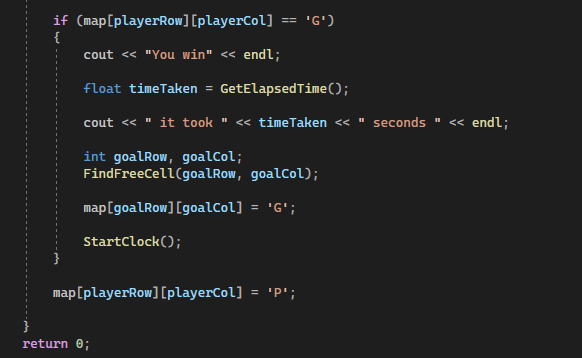 if (map[playerRow][playerCol] == 'G')
{
cout << "You win" << endl;
float timeTaken = GetElapsedTime();
cout << " it took " << timeTaken << " seconds " << endl;
int goalRow, goalCol;
FindFreeCell(goalRow, goalCol);
map[goalRow][goalCol] = 'G';
StartClock();
}
map[playerRow][playerCol] = 'P';
}
return 0;